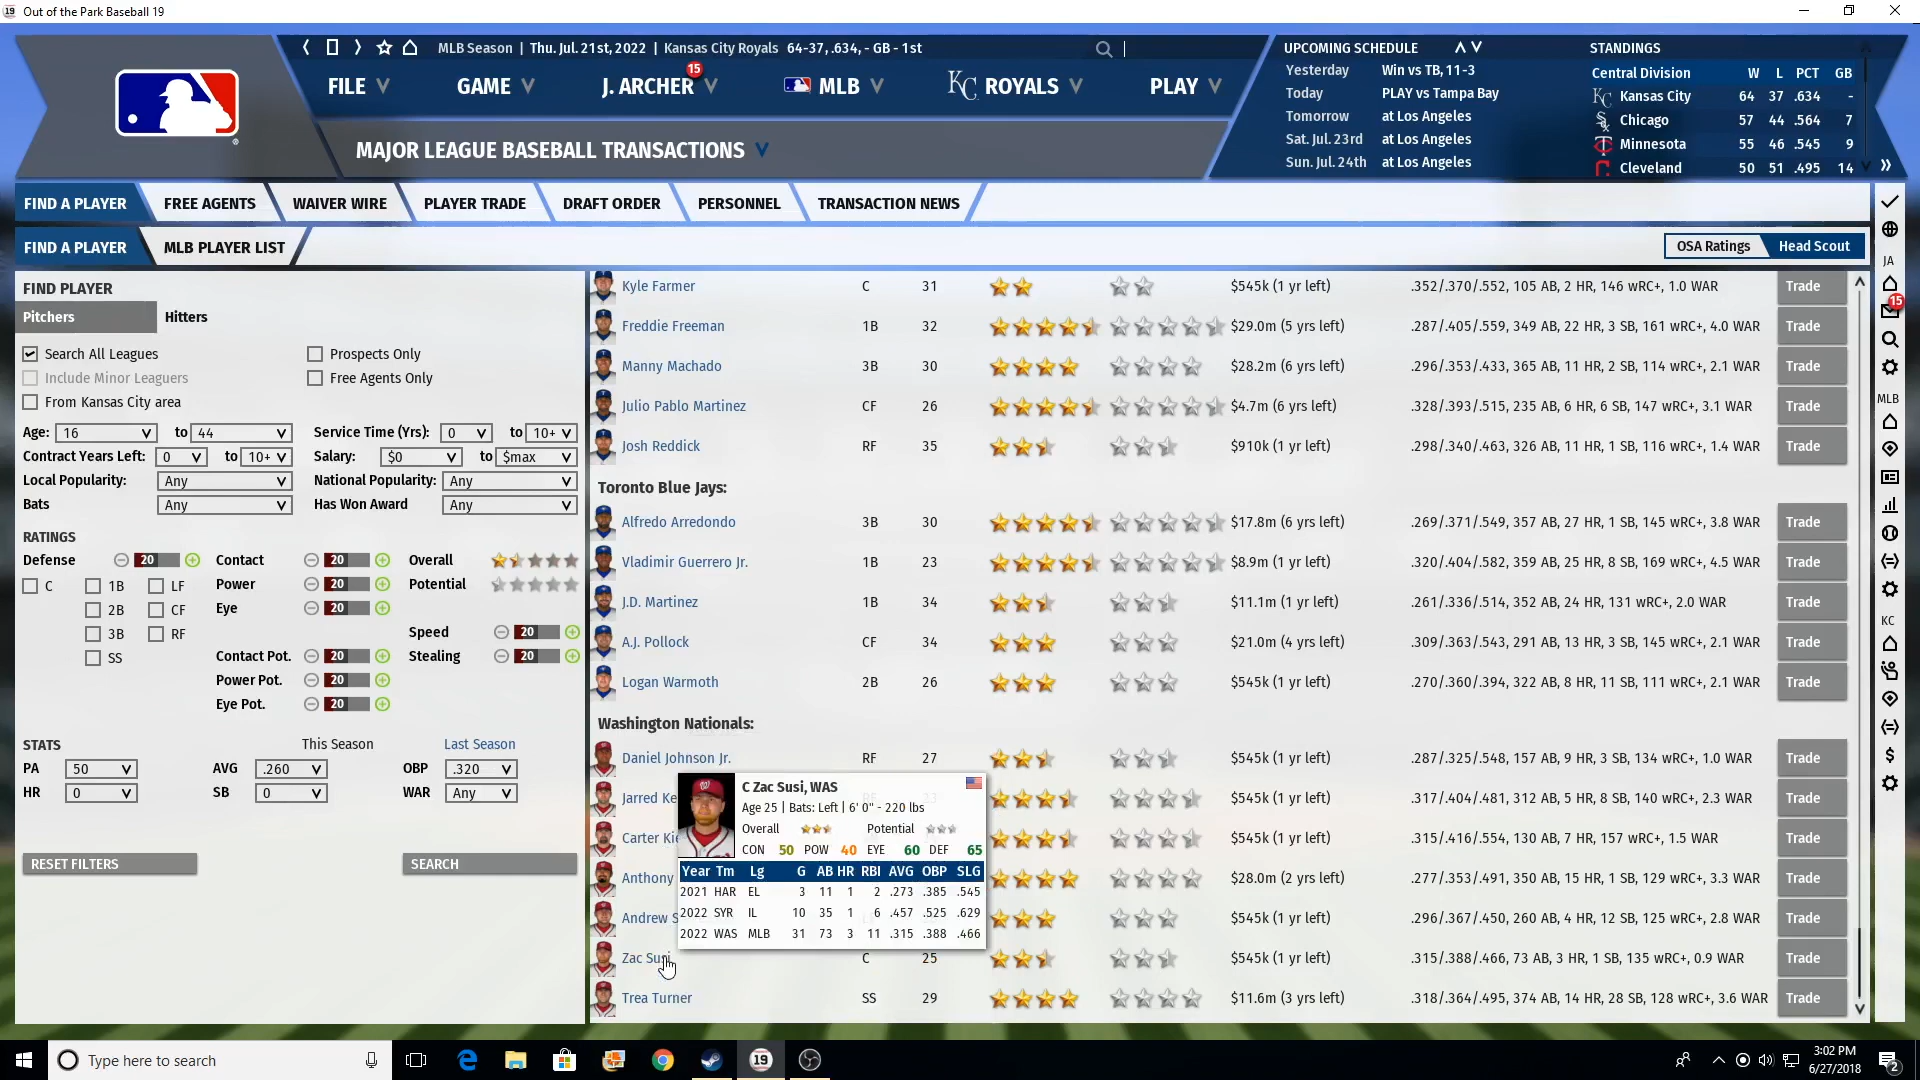 Out of the Park Baseball 19
MLB Season | Thu. Jul. 21st, 2022 | Kansas City Royals 64-37, .634, - GB - 1st
FILE GAME J. ARCHER 15 MLB KC ROYALS PLAY
MAJOR LEAGUE BASEBALL TRANSACTIONS
UPCOMING SCHEDULE
Yesterday Win vs TB, 11-3
Today PLAY vs Tampa Bay
Tomorrow at Los Angeles
Sat. Jul. 23rd at Los Angeles
Sun. Jul. 24th at Los Angeles
STANDINGS
Central Division W L PCT GB
Kansas City 64 37 .634 -
Chicago 57 44 .564 7
Minnesota 55 46 .545 9
Cleveland 50 51 .495 14
FIND A PLAYER FREE AGENTS WAIVER WIRE PLAYER TRADE DRAFT ORDER PERSONNEL TRANSACTION NEWS
FIND A PLAYER MLB PLAYER LIST OSA Ratings Head Scout
FIND PLAYER
Pitchers Hitters
Search All Leagues Prospects Only
Include Minor Leaguers Free Agents Only
From Kansas City area
Age: 16 to 44 Service Time (Yrs): 0 to 10+
Contract Years Left: 0 to 10+ Salary: $0 to $max
Local Popularity: Any National Popularity: Any
Bats Any Has Won Award Any
RATINGS
Defense 20 Contact 20 Overall
C 1B LF Power 20 Potential
2B CF Eye 20
3B RF Speed 20
SS Contact Pot. 20 Stealing 20
Power Pot. 20
Eye Pot. 20
STATS This Season Last Season
PA 50 AVG .260 OBP .320
HR 0 SB 0 WAR Any
RESET FILTERS SEARCH
Kyle Farmer C 31 $545k (1 yr left) .352/.370/.552, 105 AB, 2 HR, 146 wRC+, 1.0 WAR Trade
Freddie Freeman 1B 32 $29.0m (5 yrs left) .287/.405/.559, 349 AB, 22 HR, 3 SB, 161 wRC+, 4.0 WAR Trade
Manny Machado 3B 30 $28.2m (6 yrs left) .296/.353/.433, 365 AB, 11 HR, 2 SB, 114 wRC+, 2.1 WAR Trade
Julio Pablo Martinez CF 26 $4.7m (6 yrs left) .328/.393/.515, 235 AB, 6 HR, 6 SB, 147 wRC+, 3.1 WAR Trade
Josh Reddick RF 35 $910k (1 yr left) .298/.340/.463, 326 AB, 11 HR, 1 SB, 116 wRC+, 1.4 WAR Trade
Toronto Blue Jays:
Alfredo Arredondo 3B 30 $17.8m (6 yrs left) .269/.371/.549, 357 AB, 27 HR, 1 SB, 145 wRC+, 3.8 WAR Trade
Vladimir Guerrero Jr. 1B 23 $8.9m (1 yr left) .320/.404/.582, 359 AB, 25 HR, 8 SB, 169 wRC+, 4.5 WAR Trade
J.D. Martinez 1B 34 $11.1m (1 yr left) .261/.336/.514, 352 AB, 24 HR, 131 wRC+, 2.0 WAR Trade
A.J. Pollock CF 34 $21.0m (4 yrs left) .309/.363/.543, 291 AB, 13 HR, 3 SB, 145 wRC+, 2.1 WAR Trade
Logan Warmoth 2B 26 $545k (1 yr left) .270/.360/.394, 322 AB, 8 HR, 11 SB, 111 wRC+, 2.1 WAR Trade
Washington Nationals:
Daniel Johnson Jr. RF 27 $545k (1 yr left) .287/.325/.548, 157 AB, 9 HR, 3 SB, 134 wRC+, 1.0 WAR Trade
Jarred Ke $545k (1 yr left) .317/.404/.481, 312 AB, 5 HR, 8 SB, 140 wRC+, 2.3 WAR Trade
Carter Kie $545k (1 yr left) .315/.416/.554, 130 AB, 7 HR, 157 wRC+, 1.5 WAR Trade
Anthony $28.0m (2 yrs left) .277/.353/.491, 350 AB, 15 HR, 1 SB, 129 wRC+, 3.3 WAR Trade
Andrew S $545k (1 yr left) .296/.367/.450, 260 AB, 4 HR, 12 SB, 125 wRC+, 2.8 WAR Trade
Zac Susi C 25 $545k (1 yr left) .315/.388/.466, 73 AB, 3 HR, 1 SB, 135 wRC+, 0.9 WAR Trade
Trea Turner SS 29 $11.6m (3 yrs left) .318/.364/.495, 374 AB, 14 HR, 28 SB, 128 wRC+, 3.6 WAR Trade
C Zac Susi, WAS
Age 25 | Bats: Left | 6' 0" - 220 lbs
Overall Potential
CON 50 POW 40 EYE 60 DEF 65
Year Tm Lg G AB HR RBI AVG OBP SLG
2021 HAR EL 3 11 1 2 .273 .385 .545
2022 SYR IL 10 35 1 6 .457 .525 .629
2022 WAS MLB 31 73 3 11 .315 .388 .466
JA
15
MLB
KC
Type here to search
19
3:02 PM
6/27/2018
2